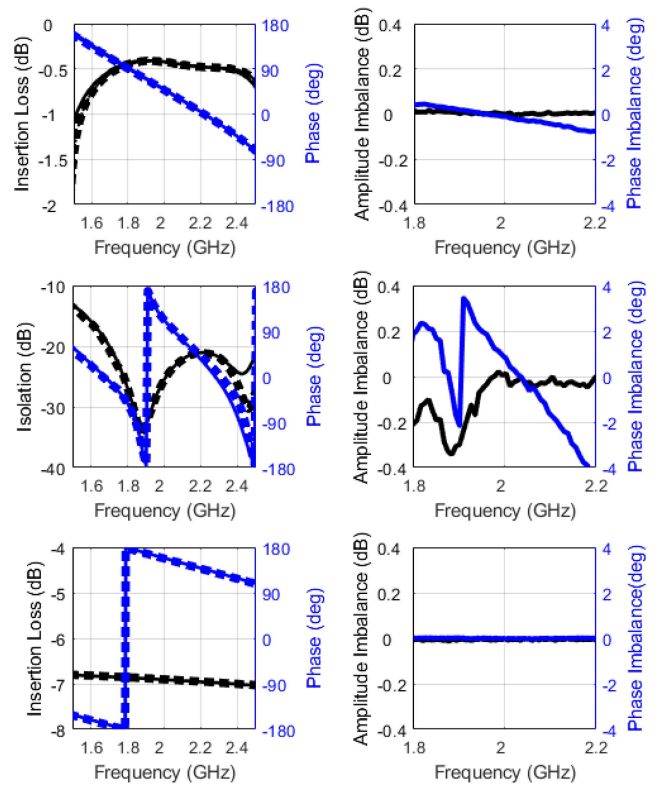 Insertion Loss (dB)
0
-0.5
-1
-1.5
-2
1.6 1.8 2 2.2 2.4
Frequency (GHz)
180
90
0
-90
-180
Phase (deg)
Amplitude Imbalance (dB)
0.4
0.2
0
-0.2
-0.4
1.8 2 2.2
Frequency (GHz)
4
2
0
-2
-4
Phase Imbalance (deg)
Isolation (dB)
-10
-20
-30
-40
1.6 1.8 2 2.2 2.4
Frequency (GHz)
180
90
0
-90
-180
Phase (deg)
Amplitude Imbalance (dB)
0.4
0.2
0
-0.2
-0.4
1.8 2 2.2
Frequency (GHz)
4
2
0
-2
-4
Phase Imbalance (deg)
Insertion Loss (dB)
-4
-5
-6
-7
-8
1.6 1.8 2 2.2 2.4
Frequency (GHz)
180
90
0
-90
-180
Phase (deg)
Amplitude Imbalance (dB)
0.4
0.2
0
-0.2
-0.4
1.8 2 2.2
Frequency (GHz)
4
2
0
-2
-4
Phase Imbalance(deg)